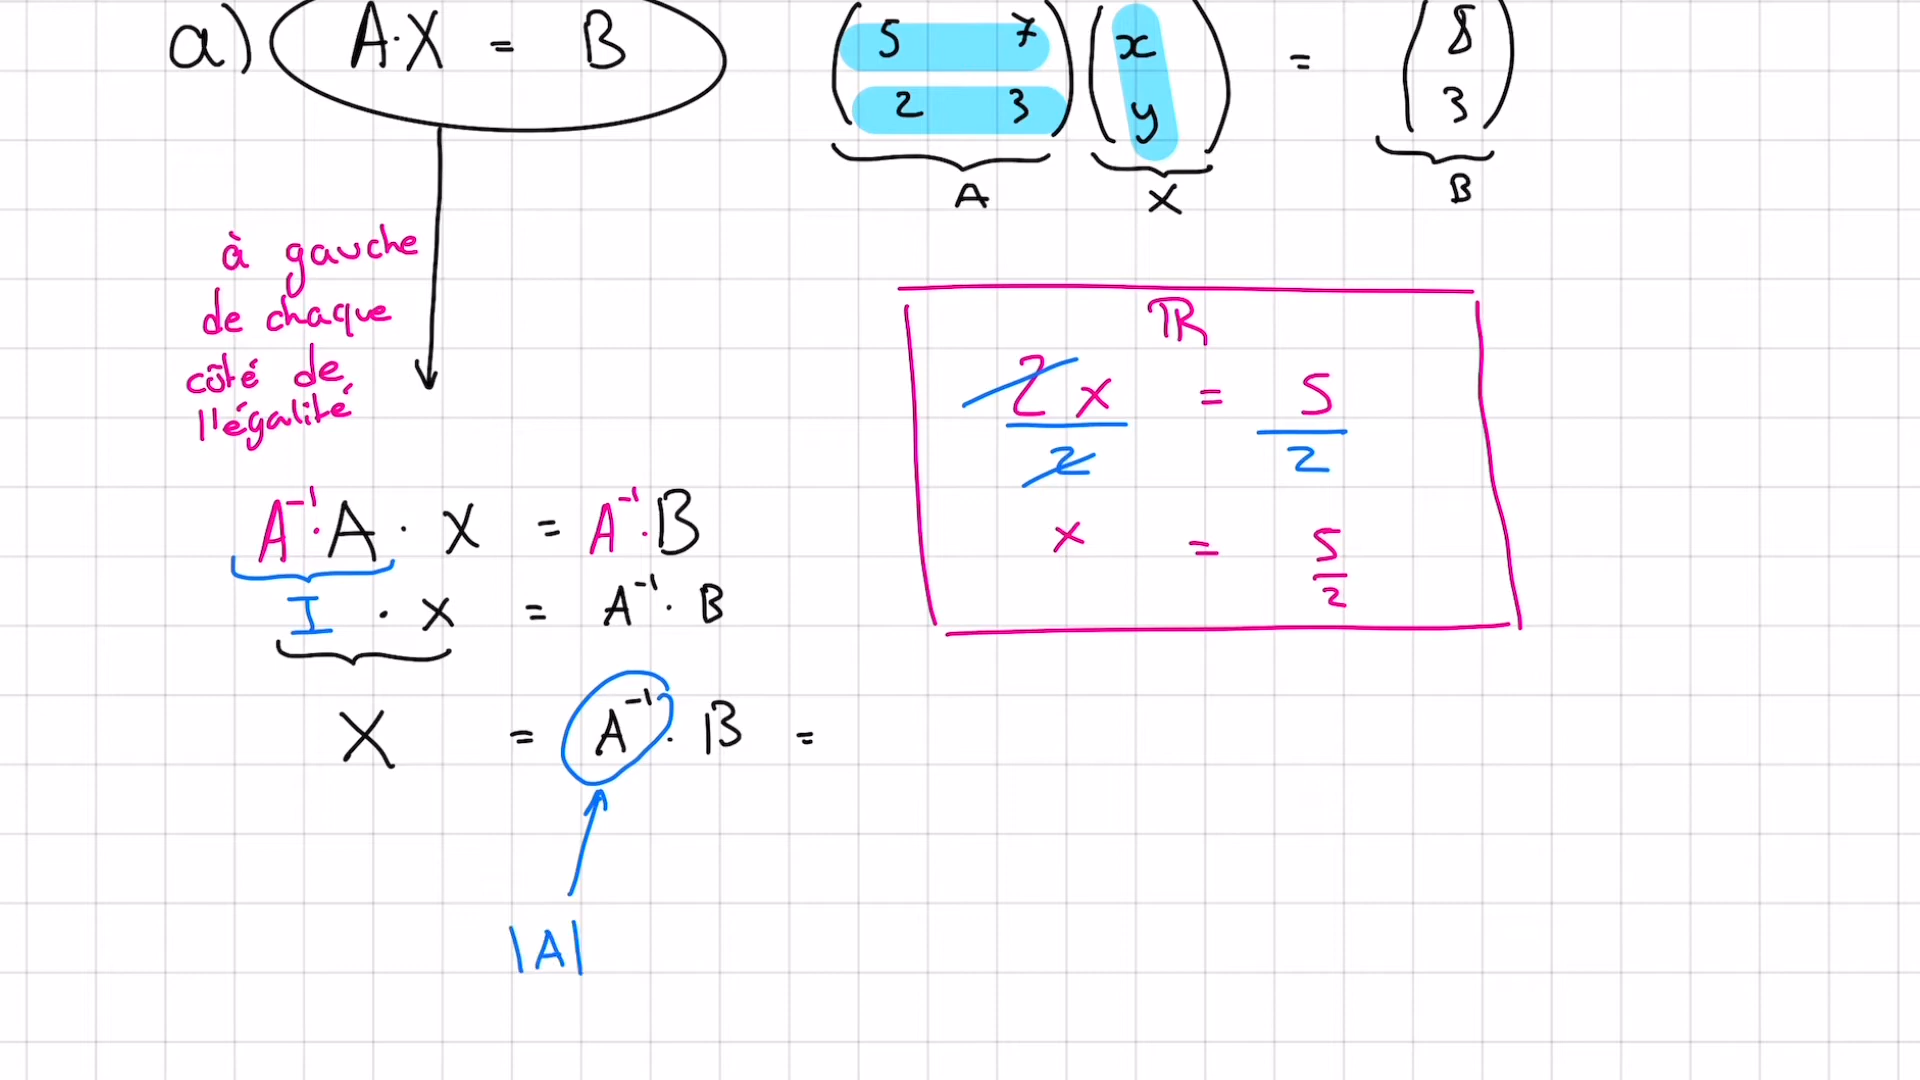 a) A·X = B
(5 7
2 3) (x
y) = (8
3)
A X B
à gauche
de chaque
côté de
l'égalité
ℝ
2x/2 = 5/2
x = 5/2
A⁻¹·A · X = A⁻¹·B
I · X = A⁻¹· B
X = A⁻¹· B =
|A|